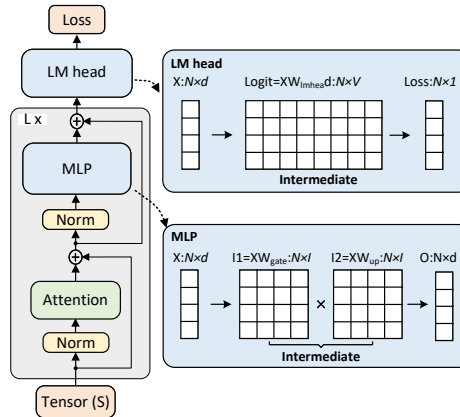 Loss
LM head
L x
MLP
Norm
Attention
Norm
Tensor (S)
LM head
X:N×d Logit=XWlmhead:N×V Loss:N×1
Intermediate
MLP
X:N×d I1=XWgate:N×I I2=XWup:N×I O:N×d
×
Intermediate